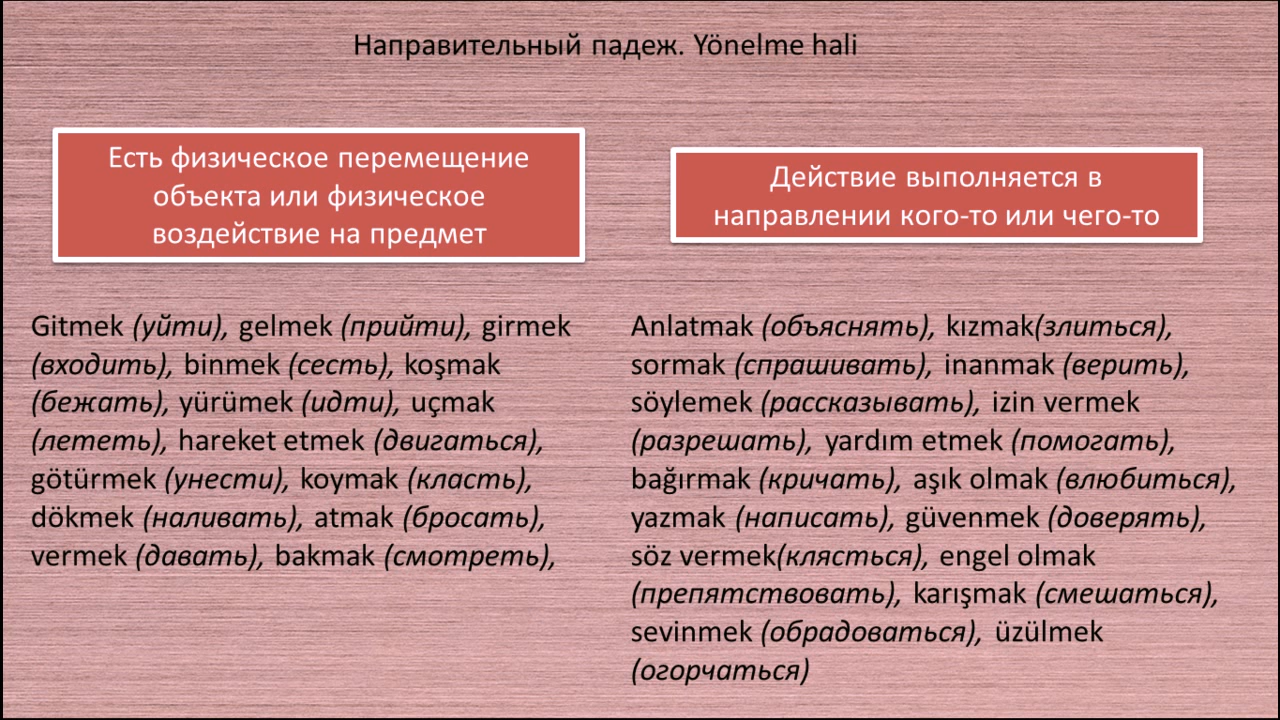 Направительный падеж. Yönelme hali
Есть физическое перемещение
объекта или физическое
воздействие на предмет
Действие выполняется в
направлении кого-то или чего-то
Gitmek (уйти), gelmek (прийти), girmek
(входить), binmek (сесть), koşmak
(бежать), yürümek (идти), uçmak
(лететь), hareket etmek (двигаться),
götürmek (унести), koymak (класть),
dökmek (наливать), atmak (бросать),
vermek (давать), bakmak (смотреть),
Anlatmak (объяснять), kızmak(злиться),
sormak (спрашивать), inanmak (верить),
söylemek (рассказывать), izin vermek
(разрешать), yardım etmek (помогать),
bağırmak (кричать), aşık olmak (влюбиться),
yazmak (написать), güvenmek (доверять),
söz vermek(клясться), engel olmak
(препятствовать), karışmak (смешаться),
sevinmek (обрадоваться), üzülmek
(огорчаться)